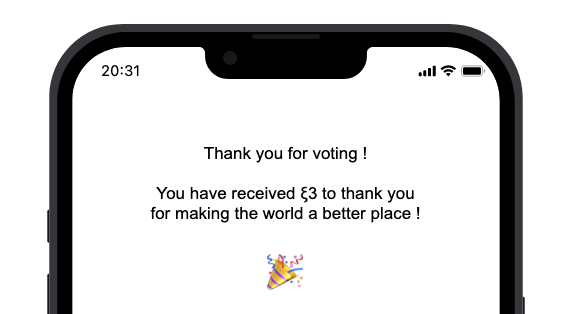 20:31
Thank you for voting !
You have received ξ3 to thank you
for making the world a better place !